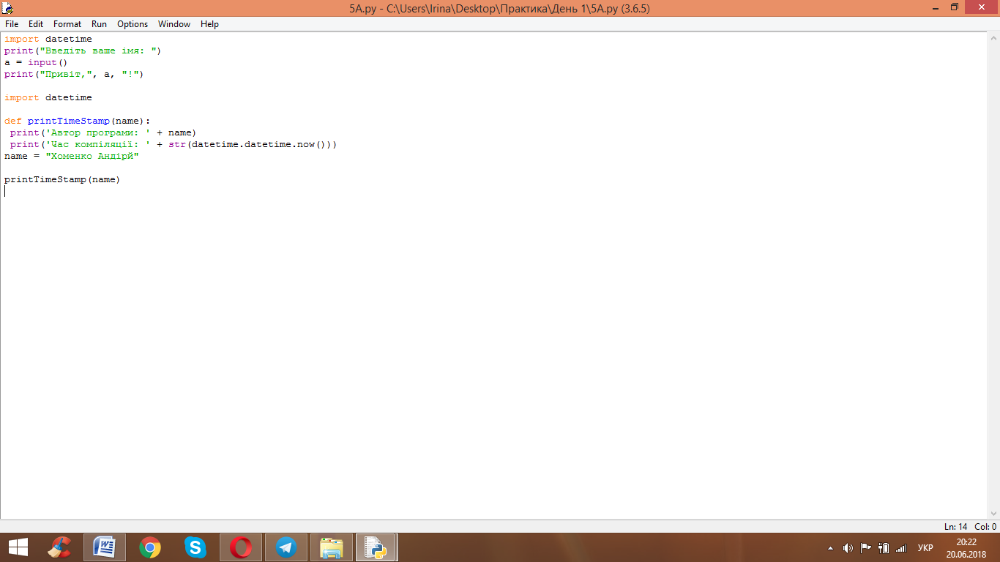 5A.py - C:\Users\Irina\Desktop\Практика\День 1\5A.py (3.6.5)
File Edit Format Run Options Window Help
import datetime
print("Введіть ваше імя: ")
a = input()
print("Привіт,", a, "!")
import datetime
def printTimeStamp(name):
print('Автор програми: ' + name)
print('Час компіляції: ' + str(datetime.datetime.now()))
name = "Хоменко Андірй"
printTimeStamp(name)
Ln: 14 Col: 0
УКР
20:22
20.06.2018